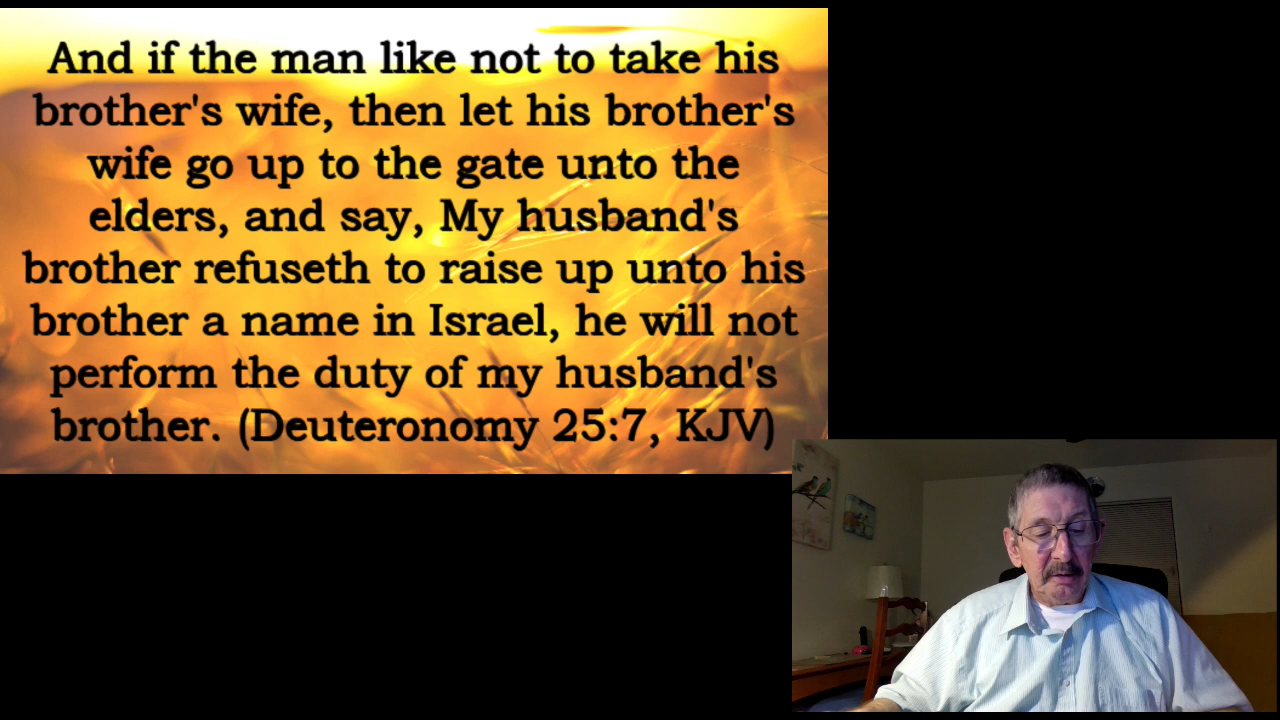 And if the man like not to take his
brother's wife, then let his brother's
wife go up to the gate unto the
elders, and say, My husband's
brother refuseth to raise up unto his
brother a name in Israel, he will not
perform the duty of my husband's
brother. (Deuteronomy 25:7, KJV)